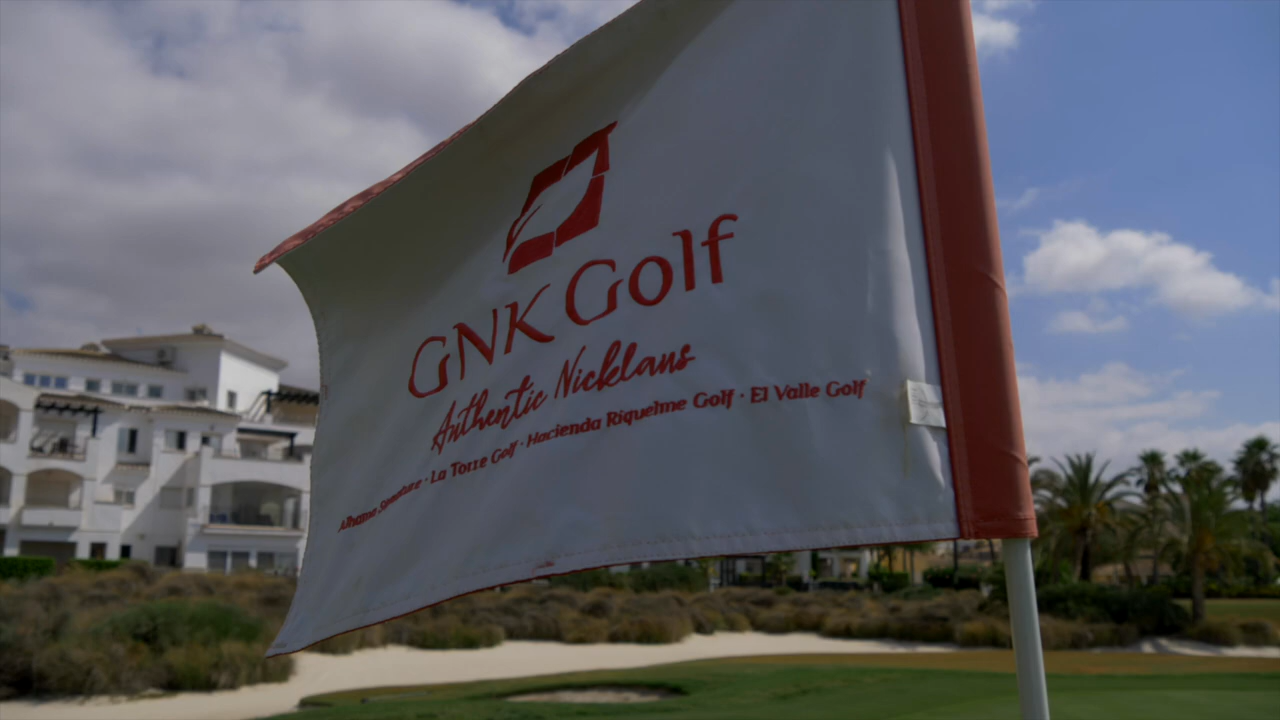 GNK Golf
Authentic Nicklaus
Alhama Signature · La Torre Golf · Hacienda Riquelme Golf · El Valle Golf